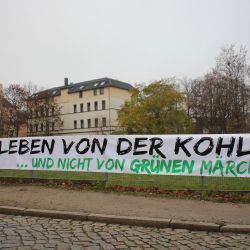 LEBEN VON DER KOHL
... UND NICHT VON GRÜNEN MÄRC